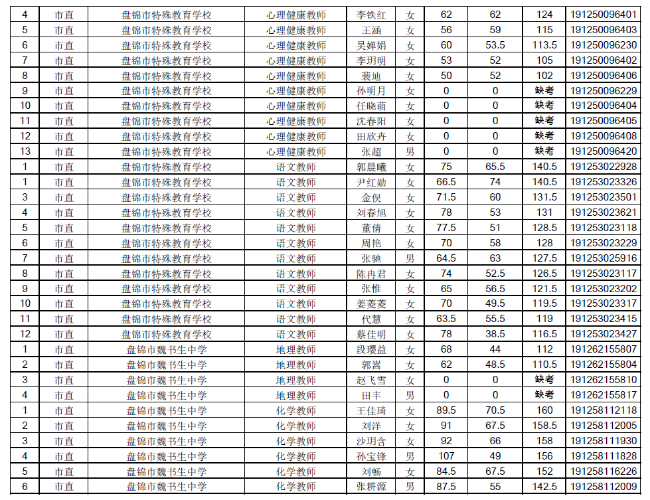 4 市直 盘锦市特殊教育学校 心理健康教师 李铁红 女 62 62 124 191250096401
5 市直 盘锦市特殊教育学校 心理健康教师 王涵 女 56 59 115 191250096403
6 市直 盘锦市特殊教育学校 心理健康教师 吴婵娟 女 60 53.5 113.5 191250096230
7 市直 盘锦市特殊教育学校 心理健康教师 李玥明 女 53 52 105 191250096402
8 市直 盘锦市特殊教育学校 心理健康教师 裴迪 女 50 52 102 191250096406
9 市直 盘锦市特殊教育学校 心理健康教师 孙明月 女 0 0 缺考 191250096229
10 市直 盘锦市特殊教育学校 心理健康教师 任晓萌 女 0 0 缺考 191250096404
11 市直 盘锦市特殊教育学校 心理健康教师 沈春阳 女 0 0 缺考 191250096405
12 市直 盘锦市特殊教育学校 心理健康教师 田欣卉 女 0 0 缺考 191250096408
13 市直 盘锦市特殊教育学校 心理健康教师 张超 男 0 0 缺考 191250096420
1 市直 盘锦市特殊教育学校 语文教师 郭晨曦 女 75 65.5 140.5 191253022928
1 市直 盘锦市特殊教育学校 语文教师 尹红勋 女 66.5 74 140.5 191253023326
3 市直 盘锦市特殊教育学校 语文教师 金俣 女 71.5 60 131.5 191253023501
4 市直 盘锦市特殊教育学校 语文教师 刘春旭 女 78 53 131 191253023621
5 市直 盘锦市特殊教育学校 语文教师 董倩 女 77.5 51 128.5 191253023118
6 市直 盘锦市特殊教育学校 语文教师 周艳 女 70 58 128 191253023229
7 市直 盘锦市特殊教育学校 语文教师 张驰 男 64.5 63 127.5 191253025916
8 市直 盘锦市特殊教育学校 语文教师 陈冉君 女 74 52.5 126.5 191253023117
9 市直 盘锦市特殊教育学校 语文教师 张惟 女 65 56.5 121.5 191253023202
10 市直 盘锦市特殊教育学校 语文教师 姜菱菱 女 70 49.5 119.5 191253023317
11 市直 盘锦市特殊教育学校 语文教师 代慧 女 63.5 55.5 119 191253023415
12 市直 盘锦市特殊教育学校 语文教师 蔡佳明 女 78 38.5 116.5 191253023427
1 市直 盘锦市魏书生中学 地理教师 段璎益 女 68 44 112 191262155807
2 市直 盘锦市魏书生中学 地理教师 郭嵩 女 62 48.5 110.5 191262155804
3 市直 盘锦市魏书生中学 地理教师 赵飞雪 女 0 0 缺考 191262155810
4 市直 盘锦市魏书生中学 地理教师 田丰 男 0 0 缺考 191262155817
1 市直 盘锦市魏书生中学 化学教师 王佳琦 女 89.5 70.5 160 191258112118
2 市直 盘锦市魏书生中学 化学教师 刘洋 女 91 67.5 158.5 191258112005
3 市直 盘锦市魏书生中学 化学教师 沙玥含 女 92 66 158 191258111930
4 市直 盘锦市魏书生中学 化学教师 孙宝锋 男 107 49 156 191258111828
5 市直 盘锦市魏书生中学 化学教师 刘畅 女 84.5 67.5 152 191258116226
6 市直 盘锦市魏书生中学 化学教师 张耕源 男 87.5 55 142.5 191258112009